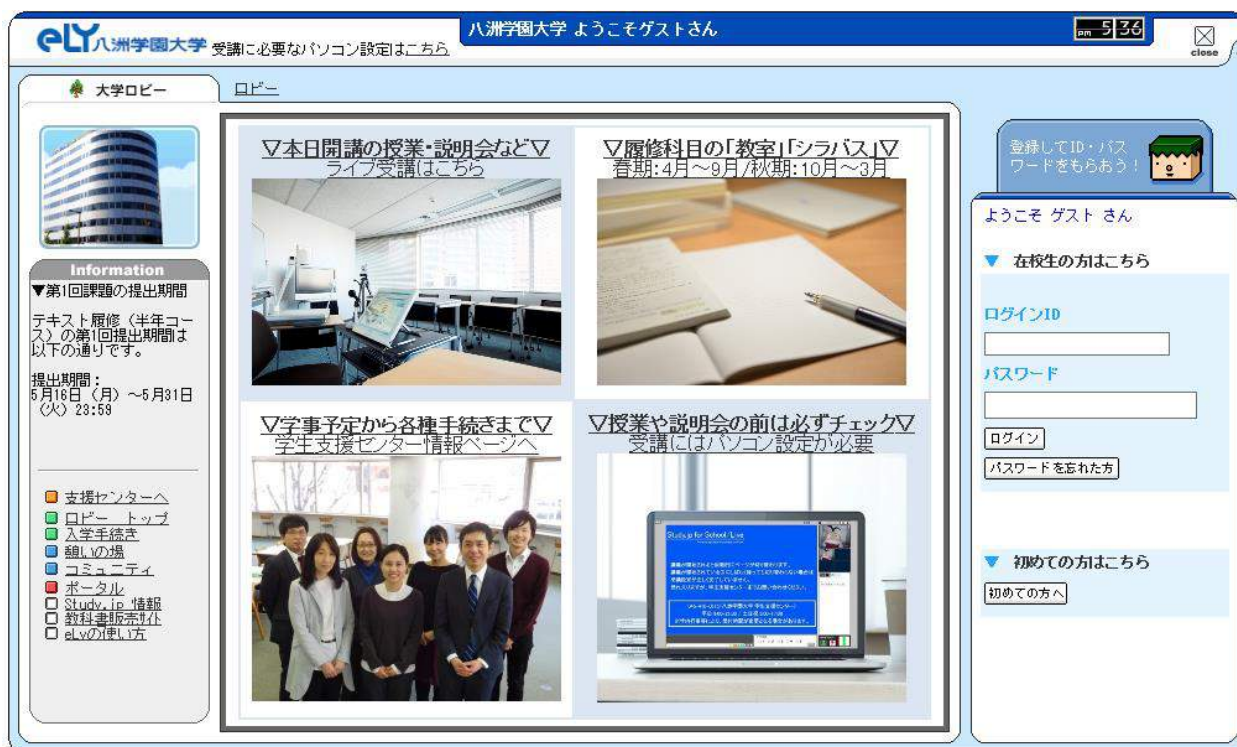 eLy 八洲学園大学 受講に必要なパソコン設定はこちら
八洲学園大学 ようこそゲストさん
pm 5 36
close
大学ロビー
ロビー
Information
▼第1回課題の提出期間
テキスト履修（半年コー
ス）の第1回提出期間は
以下の通りです。
提出期間：
5月16日（月）～5月31日
（火）23:59
支援センターへ
ロビー トップ
入学手続き
憩いの場
コミュニティ
ポータル
Study.jp 情報
教科書販売サイト
eLyの使い方
▽本日開講の授業・説明会など▽
ライブ受講はこちら
▽履修科目の「教室」「シラバス」▽
春期：4月～9月/秋期：10月～3月
▽学事予定から各種手続きまで▽
学生支援センター情報ページへ
▽授業や説明会の前は必ずチェック▽
受講にはパソコン設定が必要
Study.jp for School/Live
登録してID・パス
ワードをもらおう！
ようこそ ゲスト さん
▼ 在校生の方はこちら
ログインID
パスワード
ログイン
パスワードを忘れた方
▼ 初めての方はこちら
初めての方へ